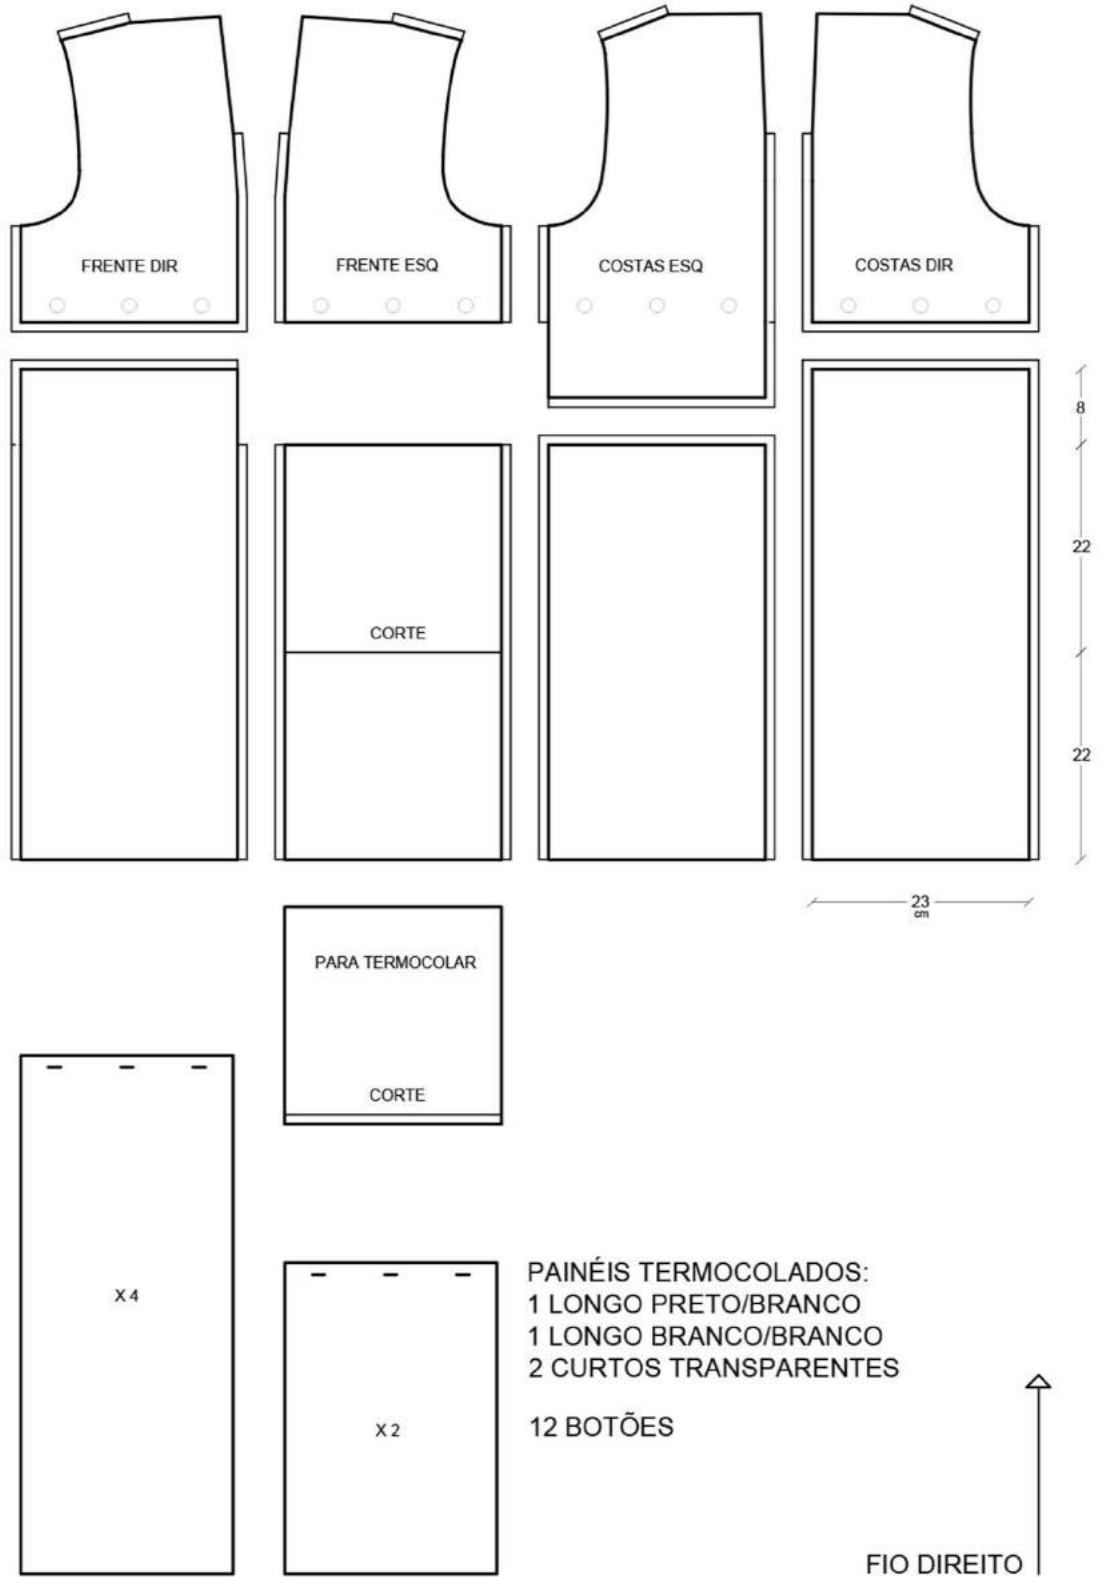 FRENTE DIR
FRENTE ESQ
COSTAS ESQ
COSTAS DIR
8
22
CORTE
22
23
cm
PARA TERMOCOLAR
CORTE
X 4
X 2
PAINÉIS TERMOCOLADOS:
1 LONGO PRETO/BRANCO
1 LONGO BRANCO/BRANCO
2 CURTOS TRANSPARENTES
12 BOTÕES
FIO DIREITO